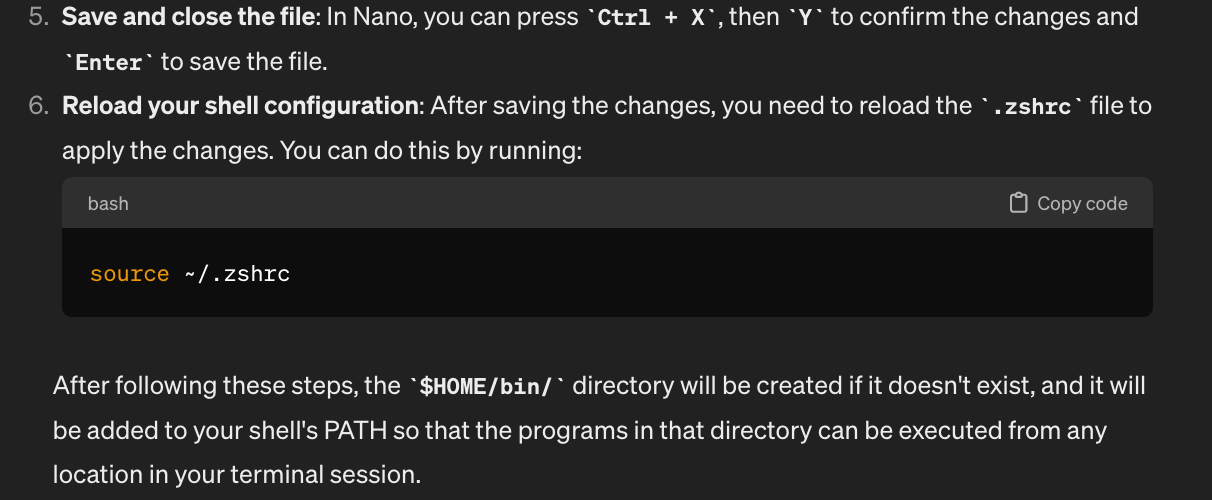 5. Save and close the file: In Nano, you can press `Ctrl + X`, then `Y` to confirm the changes and
`Enter` to save the file.
6. Reload your shell configuration: After saving the changes, you need to reload the `.zshrc` file to
apply the changes. You can do this by running:
bash Copy code
source ~/.zshrc
After following these steps, the `$HOME/bin/` directory will be created if it doesn't exist, and it will
be added to your shell's PATH so that the programs in that directory can be executed from any
location in your terminal session.